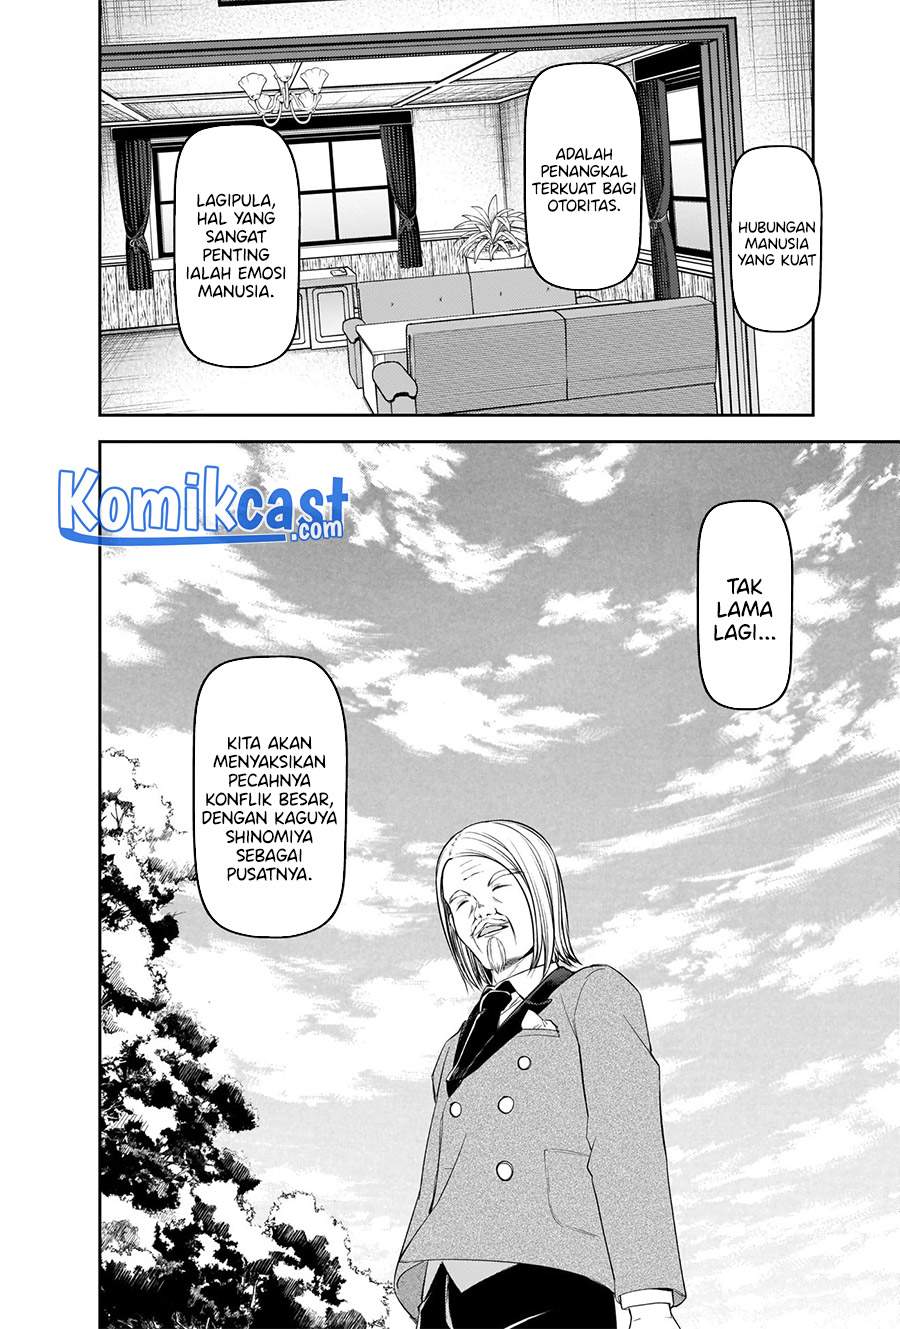 HUBUNGAN
MANUSIA
YANG KUAT
ADALAH
PENANGKAL
TERKUAT BAGI
OTORITAS.
LAGIPULA,
HAL YANG
SANGAT
PENTING
IALAH EMOSI
MANUSIA.
Komikcast
.com
TAK
LAMA
LAGI...
KITA AKAN
MENYAKSIKAN
PECAHNYA
KONFLIK BESAR,
DENGAN KAGUYA
SHINOMIYA
SEBAGAI
PUSATNYA.